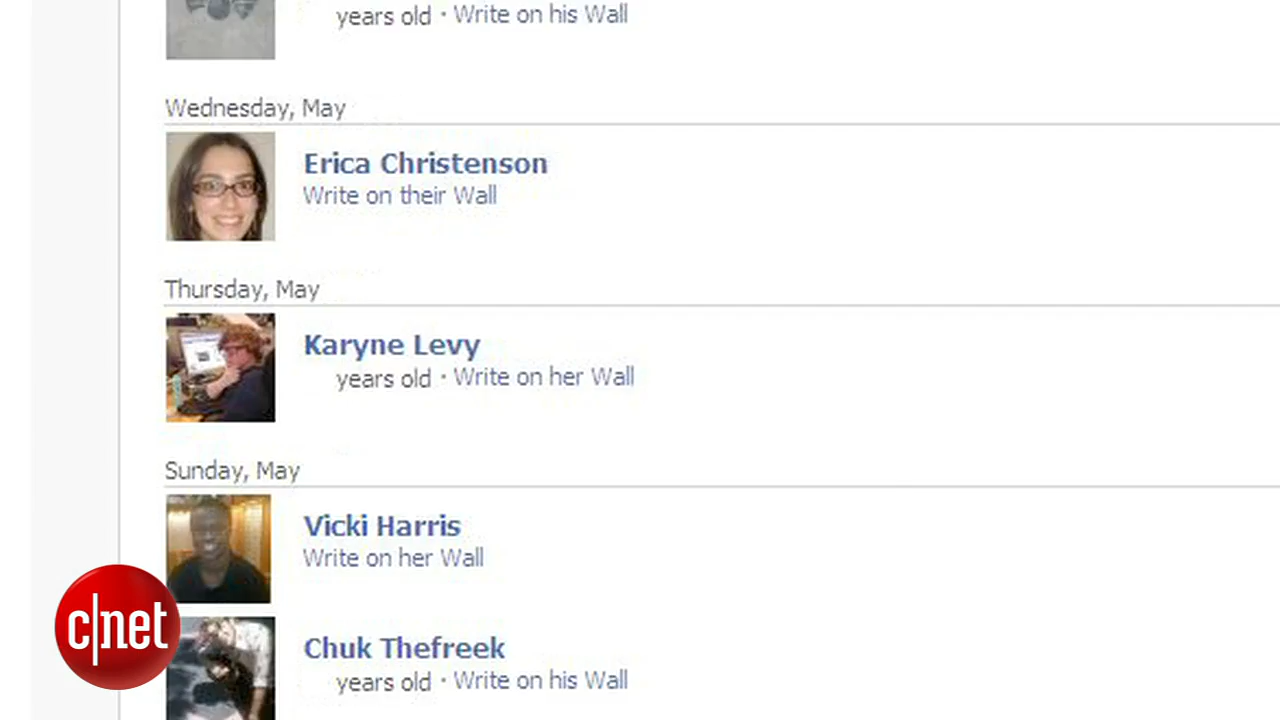 years old · Write on his Wall
Wednesday, May
Erica Christenson
Write on their Wall
Thursday, May
Karyne Levy
years old · Write on her Wall
Sunday, May
Vicki Harris
Write on her Wall
c|net
Chuk Thefreek
years old · Write on his Wall